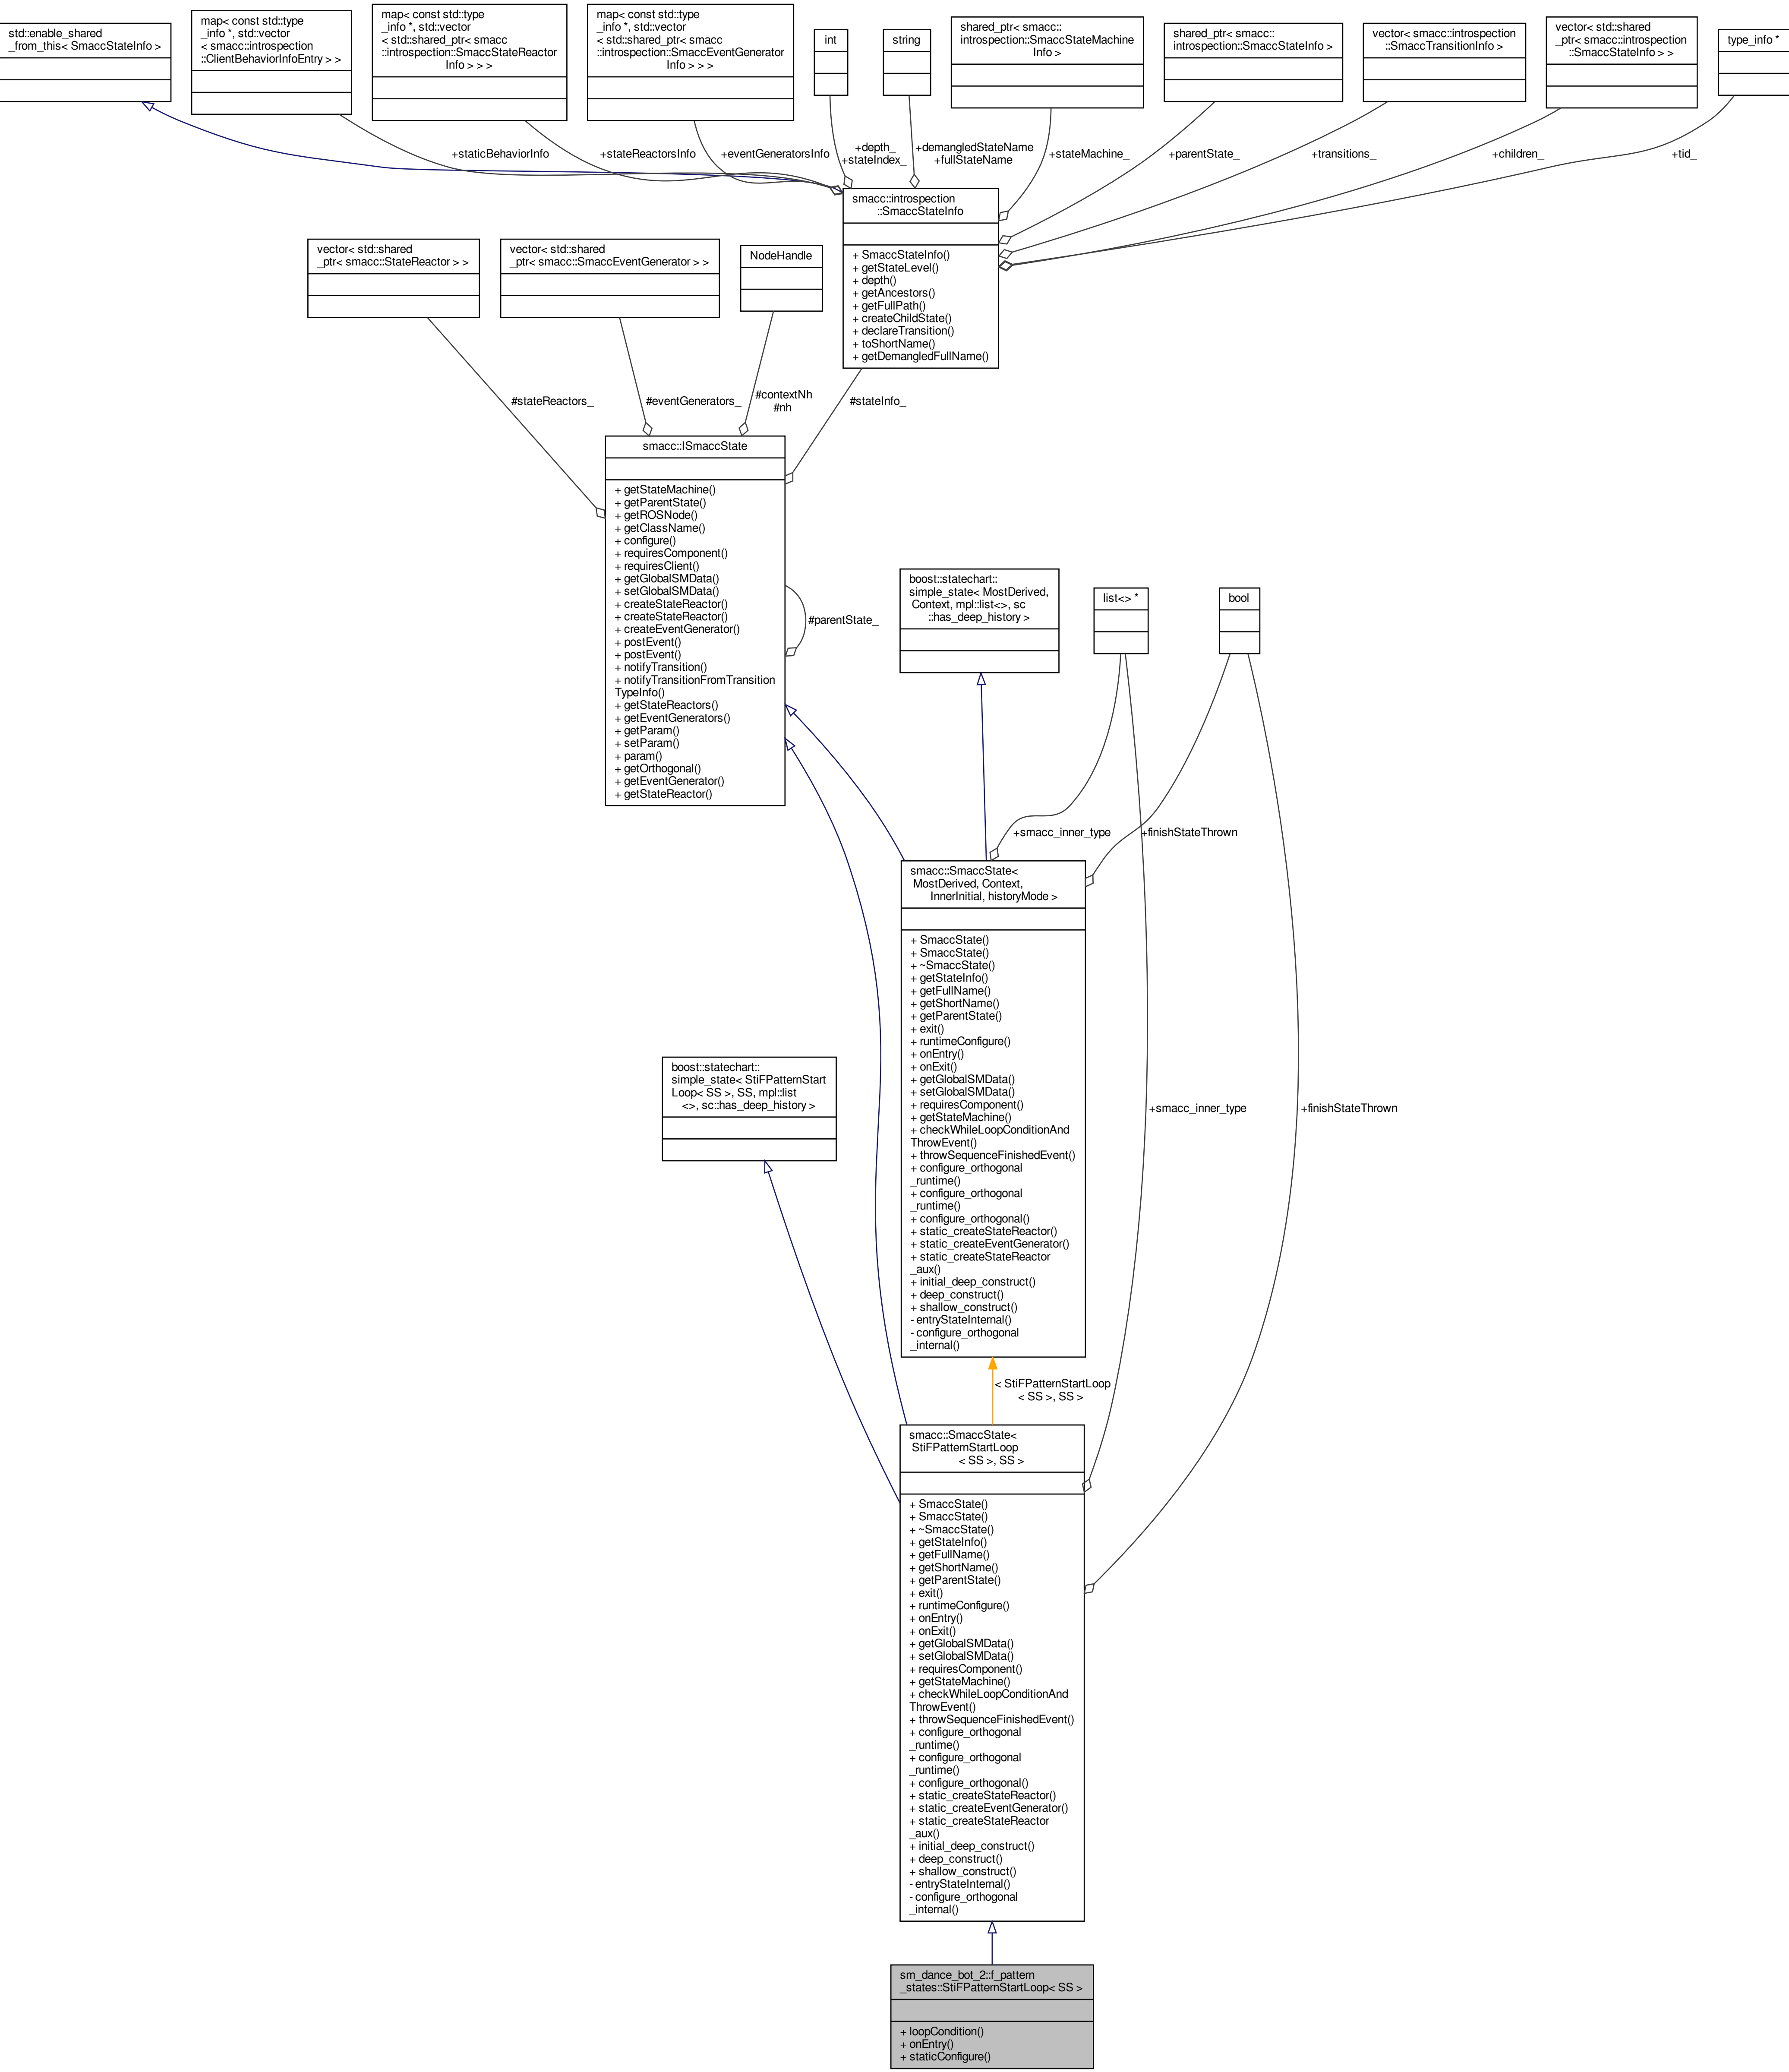 std::enable_shared
_from_this< SmaccStateInfo >
map< const std::type
_info *, std::vector
< smacc::introspection
::ClientBehaviorInfoEntry > >
map< const std::type
_info *, std::vector
< std::shared_ptr< smacc
::introspection::SmaccStateReactor
Info > > >
map< const std::type
_info *, std::vector
< std::shared_ptr< smacc
::introspection::SmaccEventGenerator
Info > > >
int
string
shared_ptr< smacc::
introspection::SmaccStateMachine
Info >
shared_ptr< smacc::
introspection::SmaccStateInfo >
vector< smacc::introspection
::SmaccTransitionInfo >
vector< std::shared
_ptr< smacc::introspection
::SmaccStateInfo > >
type_info *
+staticBehaviorInfo
+stateReactorsInfo
+eventGeneratorsInfo
+depth_
+stateIndex_
+demangledStateName
+fullStateName
+stateMachine_
+parentState_
+transitions_
+children_
+tid_
smacc::introspection
::SmaccStateInfo
+ SmaccStateInfo()
+ getStateLevel()
+ depth()
+ getAncestors()
+ getFullPath()
+ createChildState()
+ declareTransition()
+ toShortName()
+ getDemangledFullName()
vector< std::shared
_ptr< smacc::StateReactor > >
vector< std::shared
_ptr< smacc::SmaccEventGenerator > >
NodeHandle
#stateReactors_
#eventGenerators_
#contextNh
#nh
#stateInfo_
smacc::ISmaccState
+ getStateMachine()
+ getParentState()
+ getROSNode()
+ getClassName()
+ configure()
+ requiresComponent()
+ requiresClient()
+ getGlobalSMData()
+ setGlobalSMData()
+ createStateReactor()
+ createStateReactor()
+ createEventGenerator()
+ postEvent()
+ postEvent()
+ notifyTransition()
+ notifyTransitionFromTransition
TypeInfo()
+ getStateReactors()
+ getEventGenerators()
+ getParam()
+ setParam()
+ param()
+ getOrthogonal()
+ getEventGenerator()
+ getStateReactor()
#parentState_
boost::statechart::
simple_state< MostDerived,
Context, mpl::list<>, sc
::has_deep_history >
list<> *
bool
+smacc_inner_type
+finishStateThrown
smacc::SmaccState<
MostDerived, Context,
InnerInitial, historyMode >
+ SmaccState()
+ SmaccState()
+ ~SmaccState()
+ getStateInfo()
+ getFullName()
+ getShortName()
+ getParentState()
+ exit()
+ runtimeConfigure()
+ onEntry()
+ onExit()
+ getGlobalSMData()
+ setGlobalSMData()
+ requiresComponent()
+ getStateMachine()
+ checkWhileLoopConditionAnd
ThrowEvent()
+ throwSequenceFinishedEvent()
+ configure_orthogonal
_runtime()
+ configure_orthogonal
_runtime()
+ configure_orthogonal()
+ static_createStateReactor()
+ static_createEventGenerator()
+ static_createStateReactor
_aux()
+ initial_deep_construct()
+ deep_construct()
+ shallow_construct()
- entryStateInternal()
- configure_orthogonal
_internal()
boost::statechart::
simple_state< StiFPatternStart
Loop< SS >, SS, mpl::list
<>, sc::has_deep_history >
+smacc_inner_type
+finishStateThrown
< StiFPatternStartLoop
< SS >, SS >
smacc::SmaccState<
StiFPatternStartLoop
< SS >, SS >
+ SmaccState()
+ SmaccState()
+ ~SmaccState()
+ getStateInfo()
+ getFullName()
+ getShortName()
+ getParentState()
+ exit()
+ runtimeConfigure()
+ onEntry()
+ onExit()
+ getGlobalSMData()
+ setGlobalSMData()
+ requiresComponent()
+ getStateMachine()
+ checkWhileLoopConditionAnd
ThrowEvent()
+ throwSequenceFinishedEvent()
+ configure_orthogonal
_runtime()
+ configure_orthogonal
_runtime()
+ configure_orthogonal()
+ static_createStateReactor()
+ static_createEventGenerator()
+ static_createStateReactor
_aux()
+ initial_deep_construct()
+ deep_construct()
+ shallow_construct()
- entryStateInternal()
- configure_orthogonal
_internal()
sm_dance_bot_2::f_pattern
_states::StiFPatternStartLoop< SS >
+ loopCondition()
+ onEntry()
+ staticConfigure()